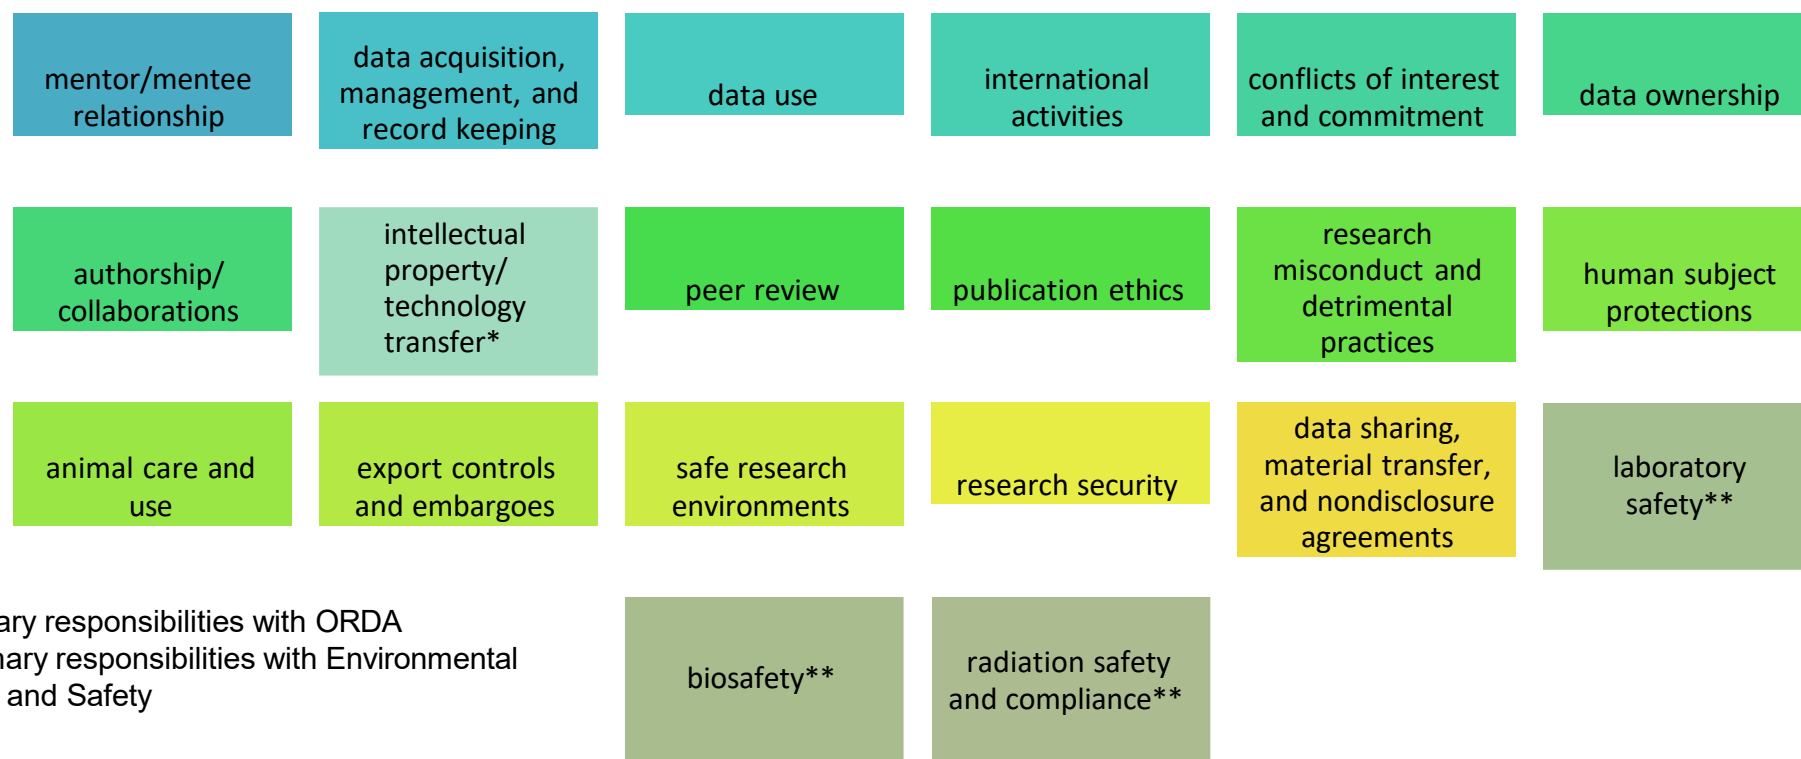 mentor/mentee
relationship
data acquisition,
management, and
record keeping
data use
international
activities
conflicts of interest
and commitment
data ownership
authorship/
collaborations
intellectual
property/
technology
transfer*
peer review
publication ethics
research
misconduct and
detrimental
practices
human subject
protections
animal care and
use
export controls
and embargoes
safe research
environments
research security
data sharing,
material transfer,
and nondisclosure
agreements
laboratory
safety**
biosafety**
radiation safety
and compliance**
responsibilities with ORDA
responsibilities with Environmental
and Safety